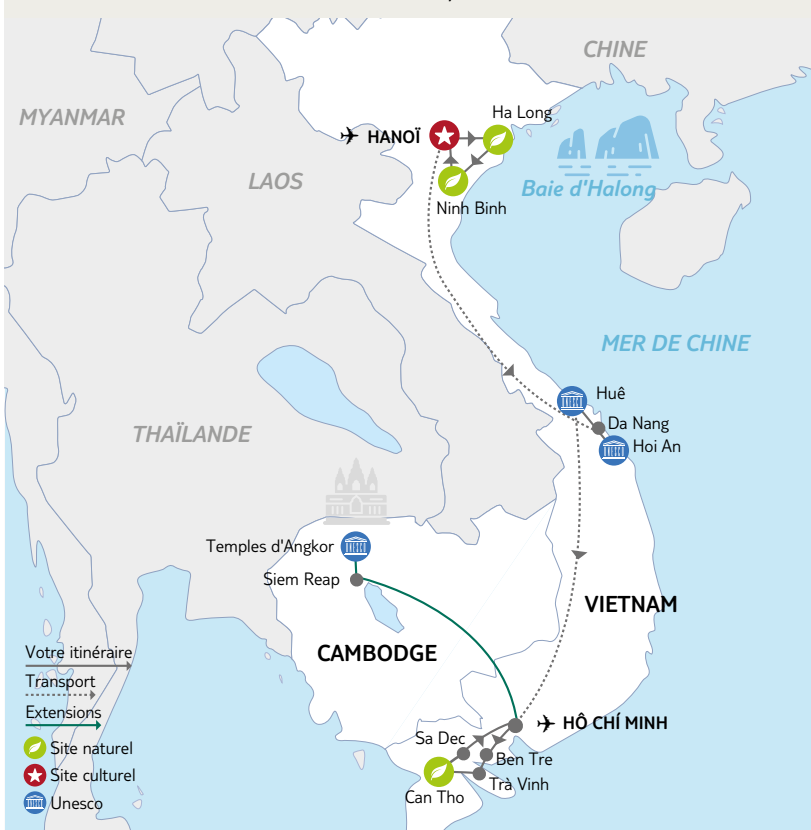 CHINE
MYANMAR
Ha Long
HANOÏ
LAOS
Baie d'Halong
Ninh Binh
MER DE CHINE
Huê
Da Nang
THAÏLANDE
Hoi An
Temples d'Angkor
Siem Reap
VIETNAM
CAMBODGE
Votre itinéraire
Transport
Extensions
HÔ CHÍ MINH
Sa Dec
Ben Tre
Site naturel
Trà Vinh
Site culturel
Can Tho
Unesco